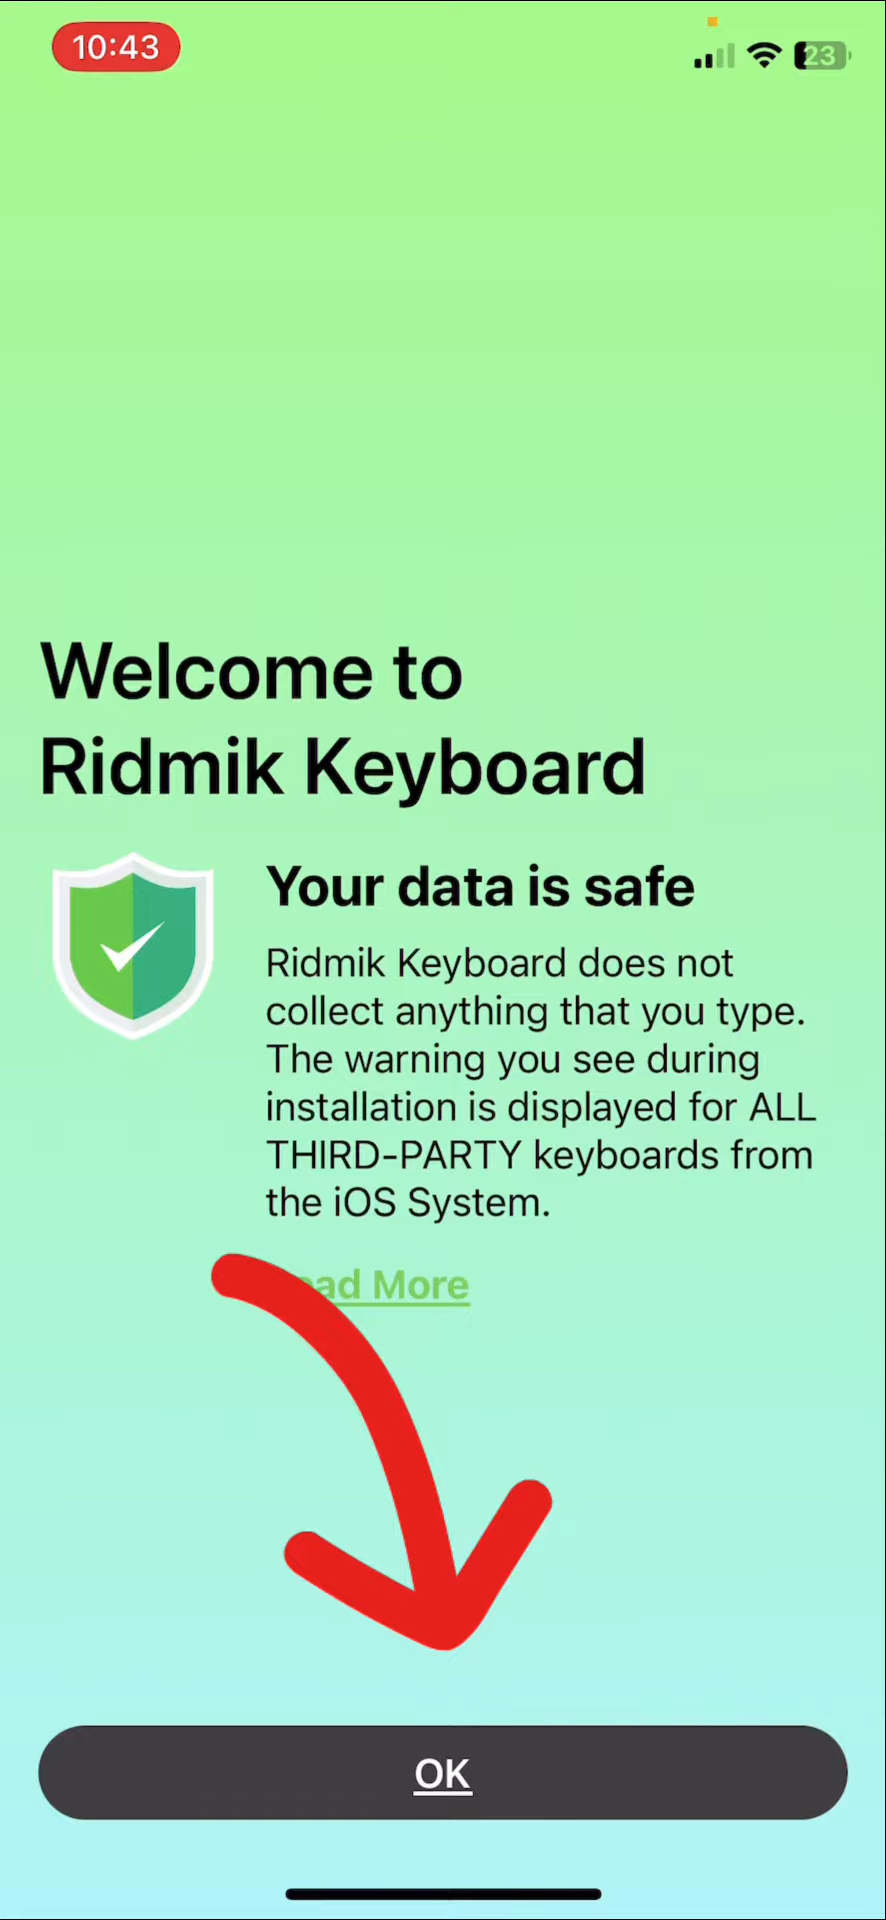 10:43
23
Welcome to
Ridmik Keyboard
Your data is safe
Ridmik Keyboard does not
collect anything that you type.
The warning you see during
installation is displayed for ALL
THIRD-PARTY keyboards from
the iOS System.
More
OK